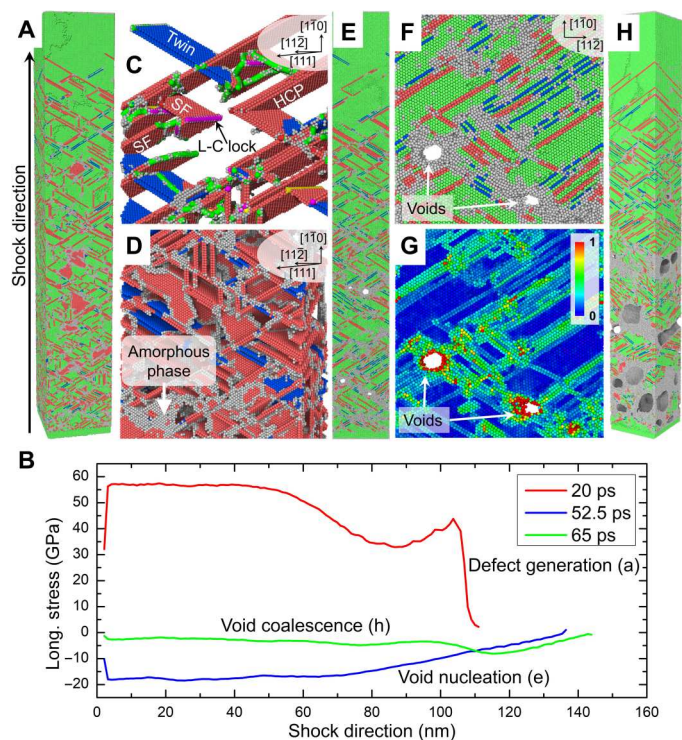 A
Shock direction
C
Twin
[11̅0]
[112̅]
[111]
SF
HCP
SF
L-C lock
D
[11̅0]
[112̅]
[111]
Amorphous
phase
E
F
[11̅0]
[112̅]
Voids
G
1
0
Voids
H
B
Long. stress (GPa)
60
50
40
30
20
10
0
−10
−20
20 ps
52.5 ps
65 ps
Defect generation (a)
Void coalescence (h)
Void nucleation (e)
0 20 40 60 80 100 120 140 160
Shock direction (nm)